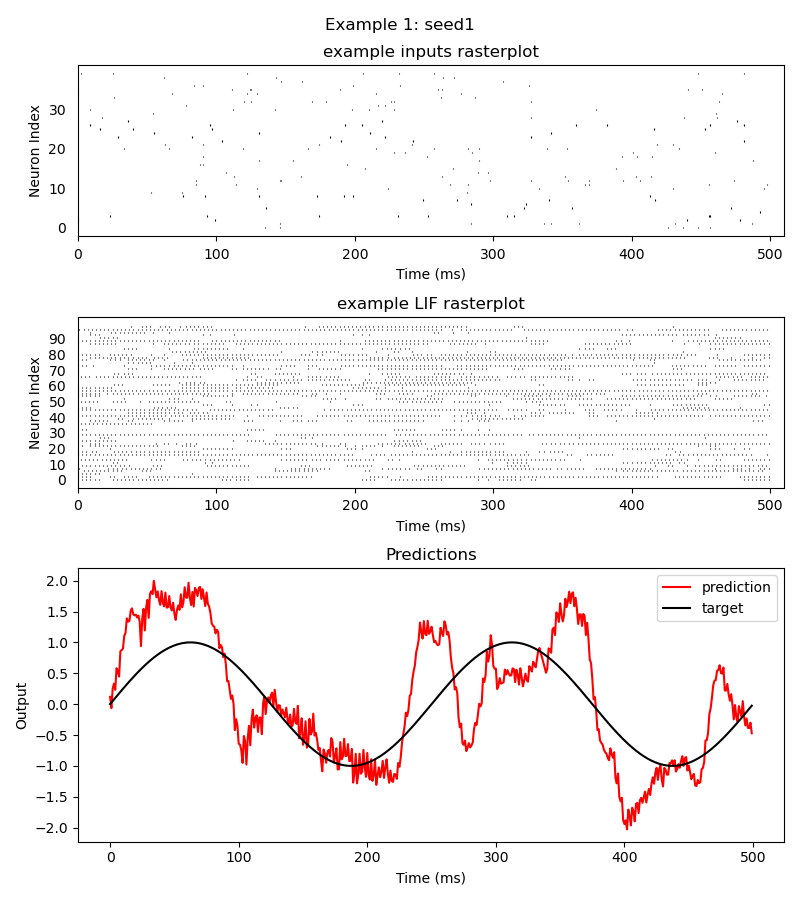 Example 1: seed1
example inputs rasterplot
Neuron Index
30
20
10
0
0 100 200 300 400 500
Time (ms)
example LIF rasterplot
Neuron Index
90
80
70
60
50
40
30
20
10
0
0 100 200 300 400 500
Time (ms)
Predictions
Output
2.0
1.5
1.0
0.5
0.0
−0.5
−1.0
−1.5
−2.0
prediction
target
0 100 200 300 400 500
Time (ms)